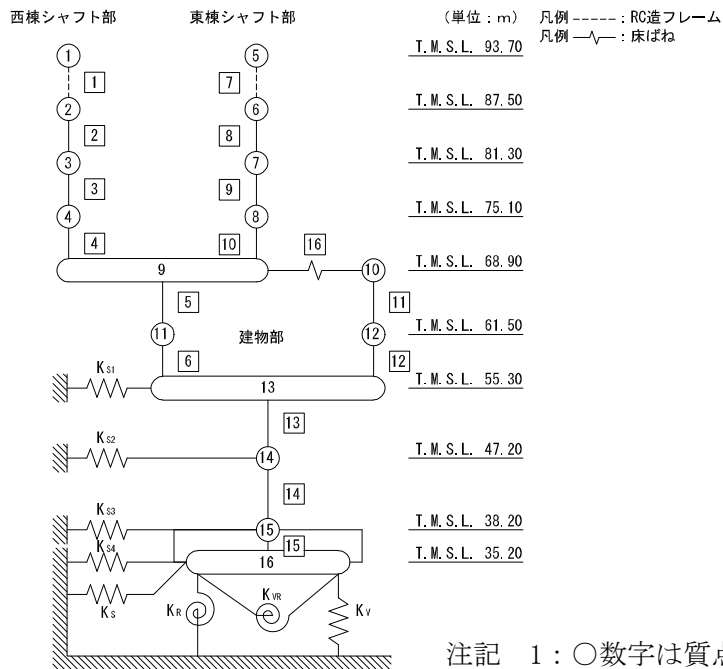 西棟シャフト部 東棟シャフト部 (単位：m) 凡例 ----- : RC造フレーム
凡例 : 床ばね
1 5 T.M.S.L. 93.70
1 7
2 6 T.M.S.L. 87.50
2 8
3 7 T.M.S.L. 81.30
3 9
4 8 T.M.S.L. 75.10
4 10 16
9 10 T.M.S.L. 68.90
5 11
11 建物部 12 T.M.S.L. 61.50
6 12
KS1 13 T.M.S.L. 55.30
13
KS2 14 T.M.S.L. 47.20
14
KS3 15 T.M.S.L. 38.20
KS4 15
16 T.M.S.L. 35.20
KS KR KVR KV
注記 1：○数字は質点